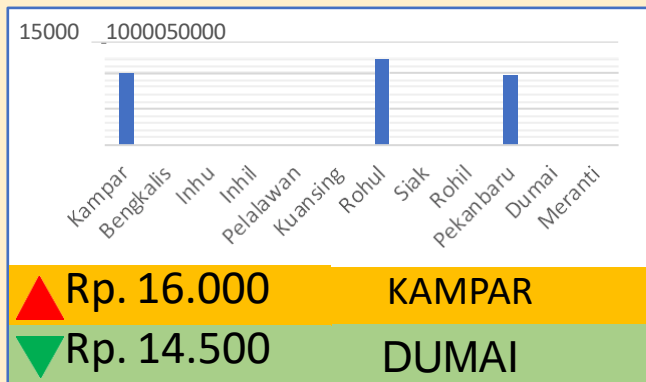 15000 1000050000
Kampar
Bengkalis
Inhu
Inhil
Pelalawan
Kuansing
Rohul
Siak
Rohil
Pekanbaru
Dumai
Meranti
Rp. 16.000 KAMPAR
Rp. 14.500 DUMAI